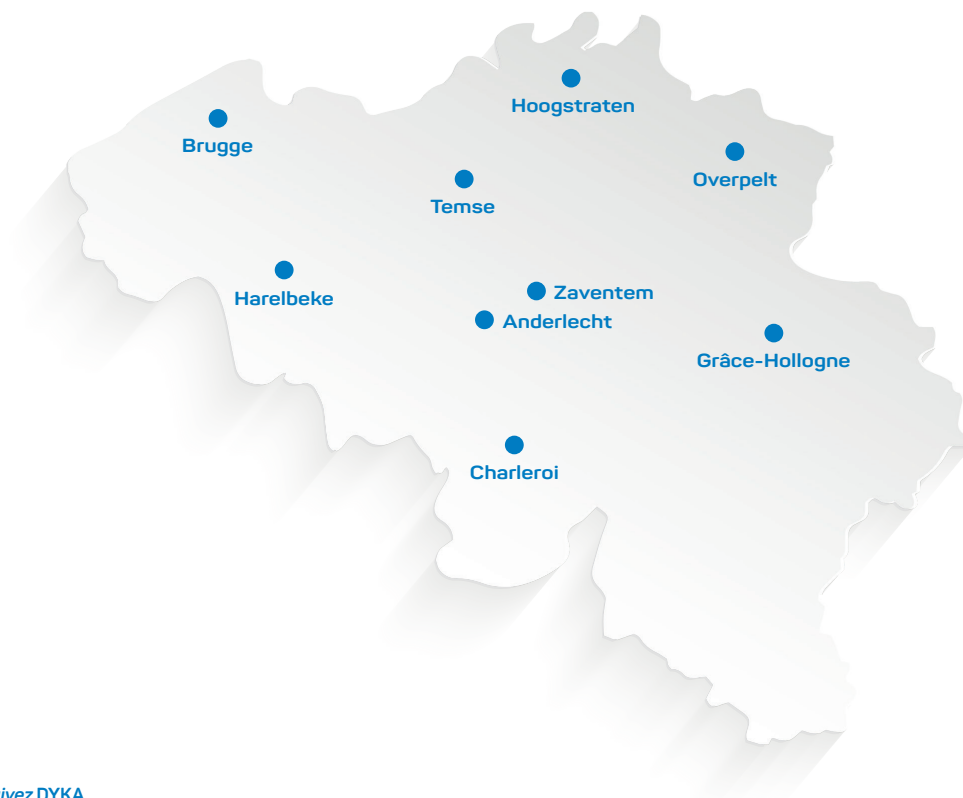 Hoogstraten
Brugge
Overpelt
Temse
Zaventem
Harelbeke
Anderlecht
Grâce-Hollogne
Charleroi
DYKA